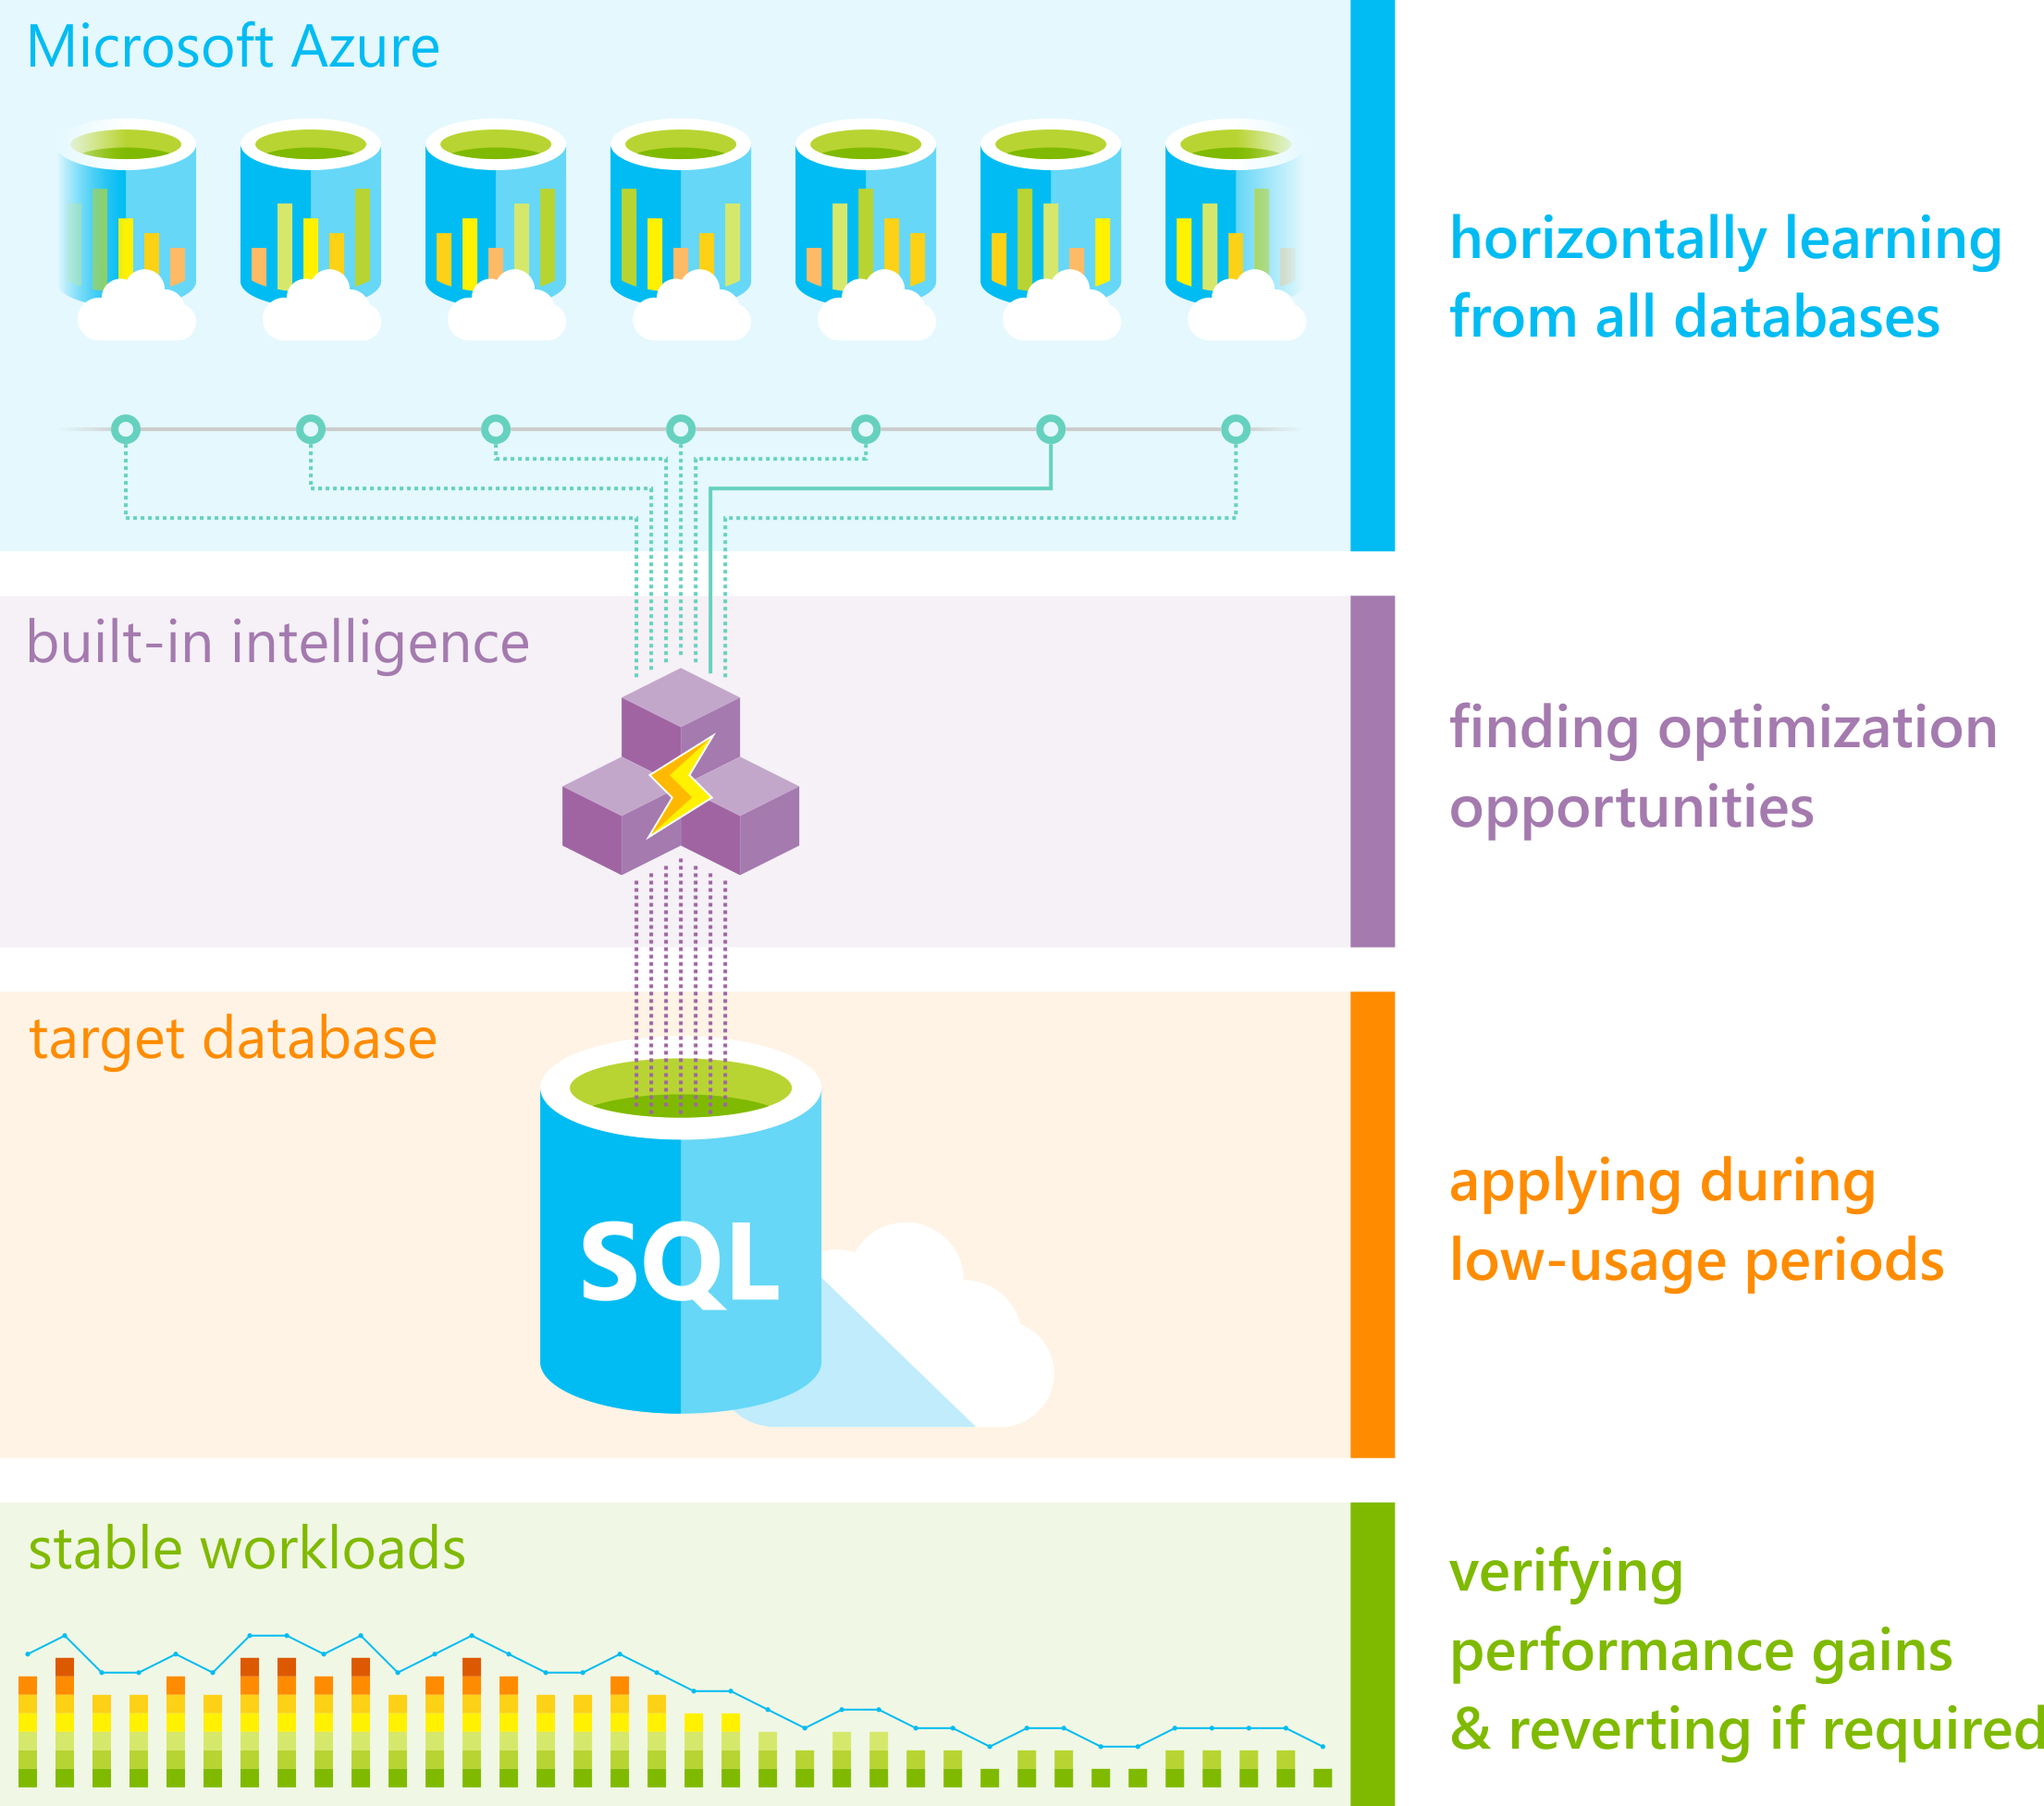 Microsoft Azure
horizontally learning
from all databases
built-in intelligence
finding optimization
opportunities
target database
SQL
applying during
low-usage periods
stable workloads
verifying
performance gains
& reverting if required